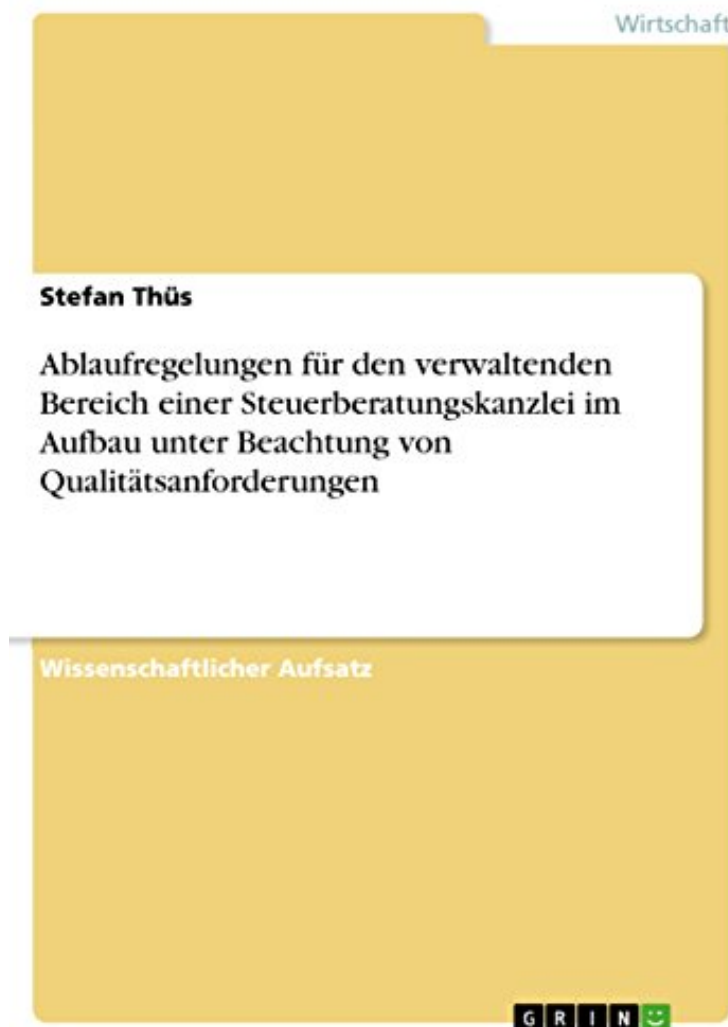 Wirtschaft
Stefan Thüs
Ablaufregelungen für den verwaltenden
Bereich einer Steuerberatungskanzlei im
Aufbau unter Beachtung von
Qualitätsanforderungen
Wissenschaftlicher Aufsatz
GRIN